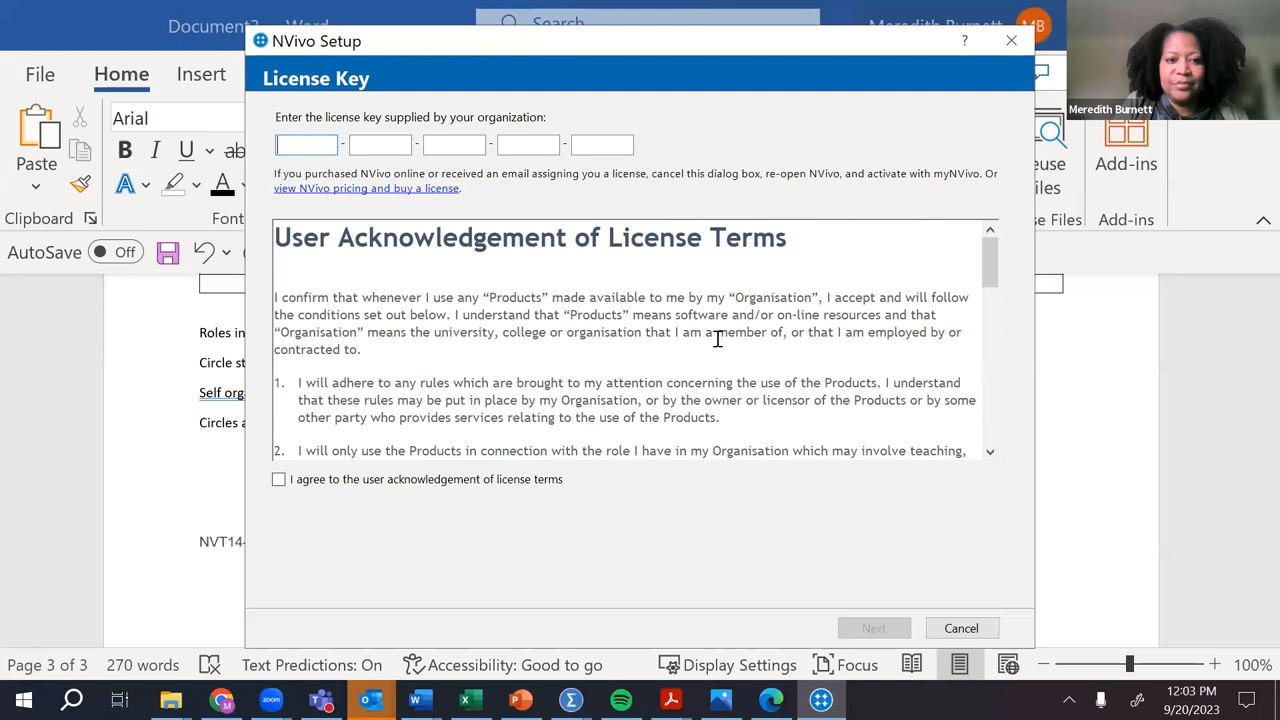 Document3
Search
Meredith Burnett
MB
NVivo Setup
?
License Key
File
Home
Insert
Meredith Burnett
Enter the license key supplied by your organization:
- - - -
Arial
Paste
B I U ab
A A
Add-ins
Files
If you purchased NVivo online or received an email assigning you a license, cancel this dialog box, re-open NVivo, and activate with myNVivo. Or
view NVivo pricing and buy a license.
Clipboard
Font
Files
Add-ins
AutoSave Off
User Acknowledgement of License Terms
I confirm that whenever I use any “Products” made available to me by my “Organisation”, I accept and will follow
the conditions set out below. I understand that “Products” means software and/or on-line resources and that
“Organisation” means the university, college or organisation that I am a member of, or that I am employed by or
contracted to.
1. I will adhere to any rules which are brought to my attention concerning the use of the Products. I understand
that these rules may be put in place by my Organisation, or by the owner or licensor of the Products or by some
other party who provides services relating to the use of the Products.
2. I will only use the Products in connection with the role I have in my Organisation which may involve teaching,
I agree to the user acknowledgement of license terms
Roles in
Circle st
Self org
Circles a
NVT14-
Next
Cancel
Page 3 of 3
270 words
Text Predictions: On
Accessibility: Good to go
Display Settings
Focus
100%
12:03 PM
9/20/2023